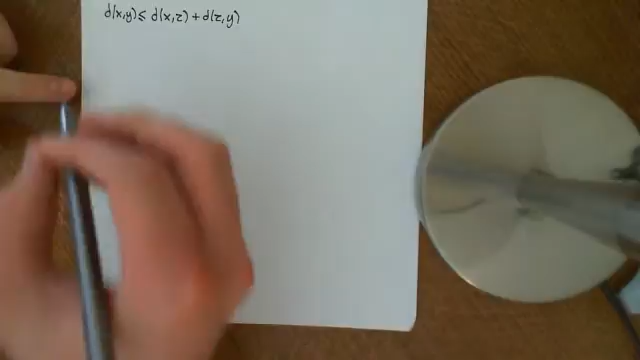 d(x,y) ≤ d(x,z) + d(z,y)